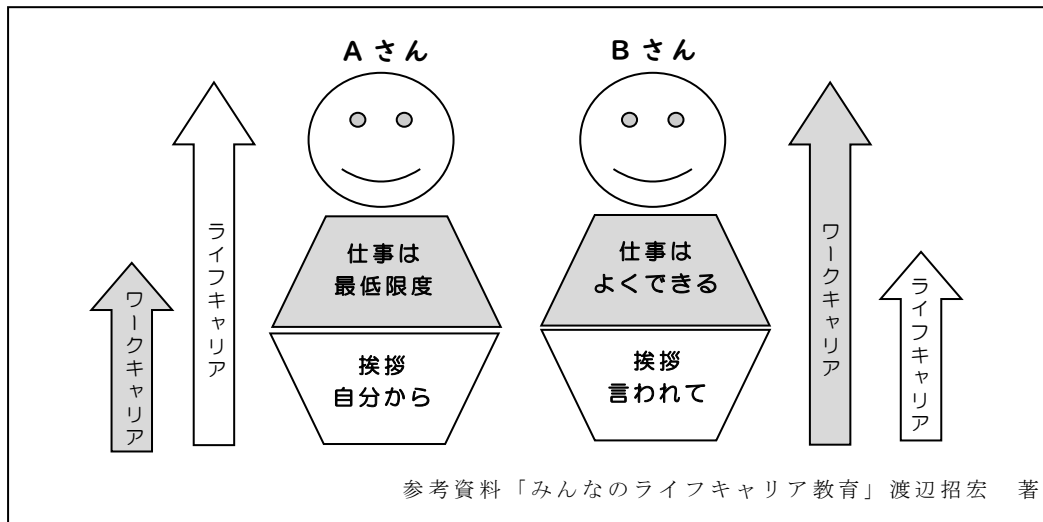 Aさん
Bさん
ワークキャリア
ライフキャリア
仕事は
最低限度
挨拶
自分から
仕事は
よくできる
挨拶
言われて
ワークキャリア
ライフキャリア
参考資料「みんなのライフキャリア教育」渡辺招宏　著